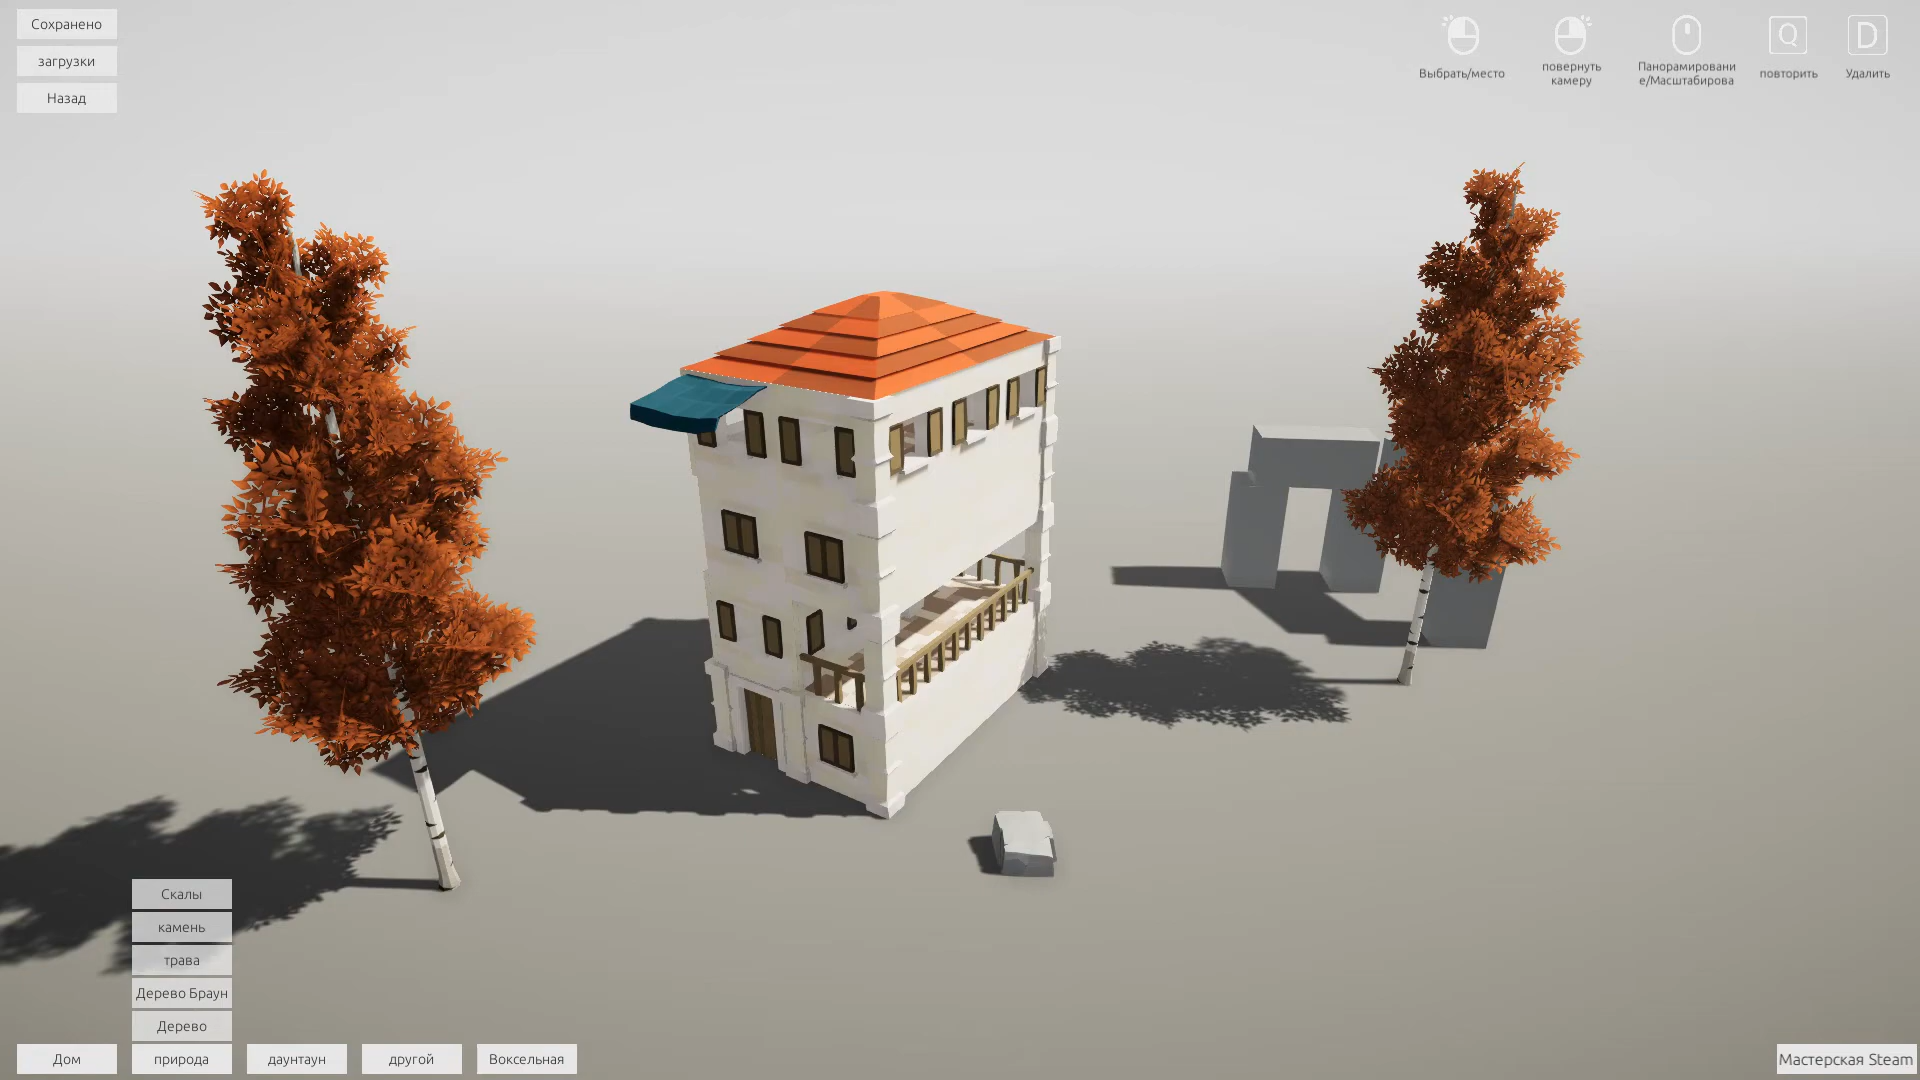 Сохранено
загрузки
Назад
Выбрать/место
повернуть
камеру
Панорамировани
е/Масштабирова
Q
повторить
D
Удалить
Скалы
камень
трава
Дерево Браун
Дерево
Дом
природа
даунтаун
другой
Воксельная
Мастерская Steam